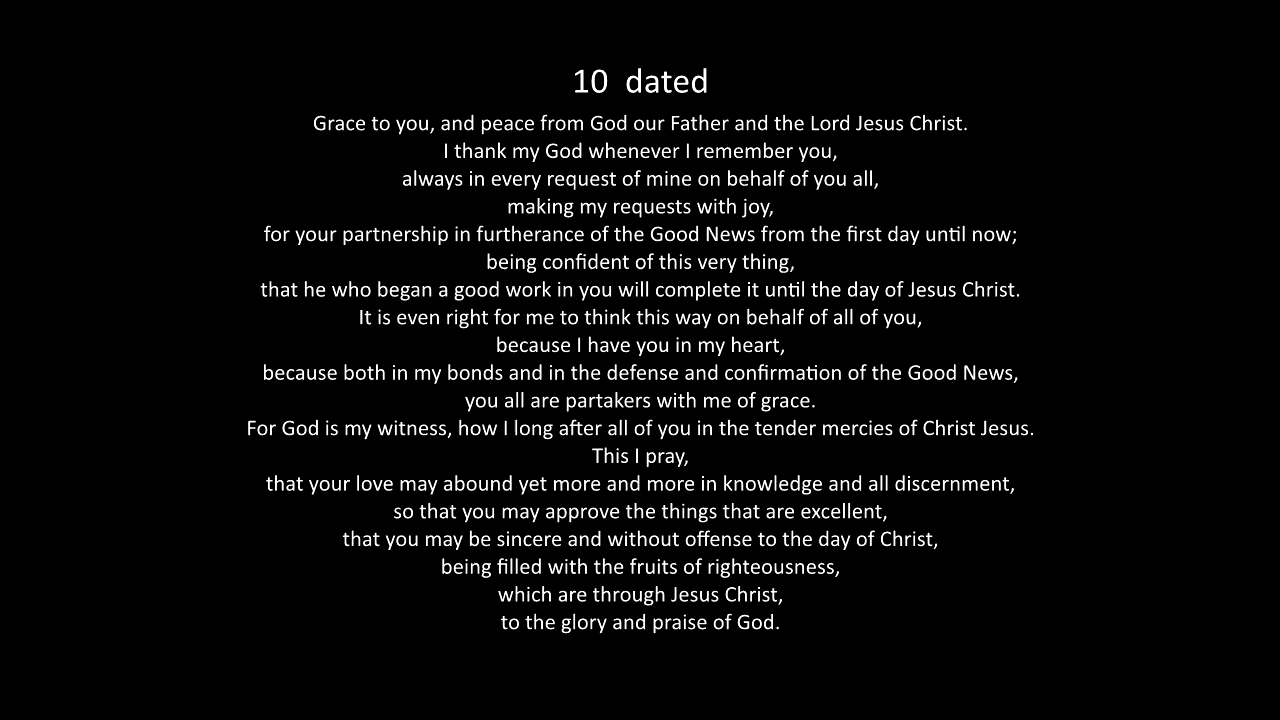 10  dated
Grace to you, and peace from God our Father and the Lord Jesus Christ.
I thank my God whenever I remember you,
always in every request of mine on behalf of you all,
making my requests with joy,
for your partnership in furtherance of the Good News from the first day until now;
being confident of this very thing,
that he who began a good work in you will complete it until the day of Jesus Christ.
It is even right for me to think this way on behalf of all of you,
because I have you in my heart,
because both in my bonds and in the defense and confirmation of the Good News,
you all are partakers with me of grace.
For God is my witness, how I long after all of you in the tender mercies of Christ Jesus.
This I pray,
that your love may abound yet more and more in knowledge and all discernment,
so that you may approve the things that are excellent,
that you may be sincere and without offense to the day of Christ,
being filled with the fruits of righteousness,
which are through Jesus Christ,
to the glory and praise of God.